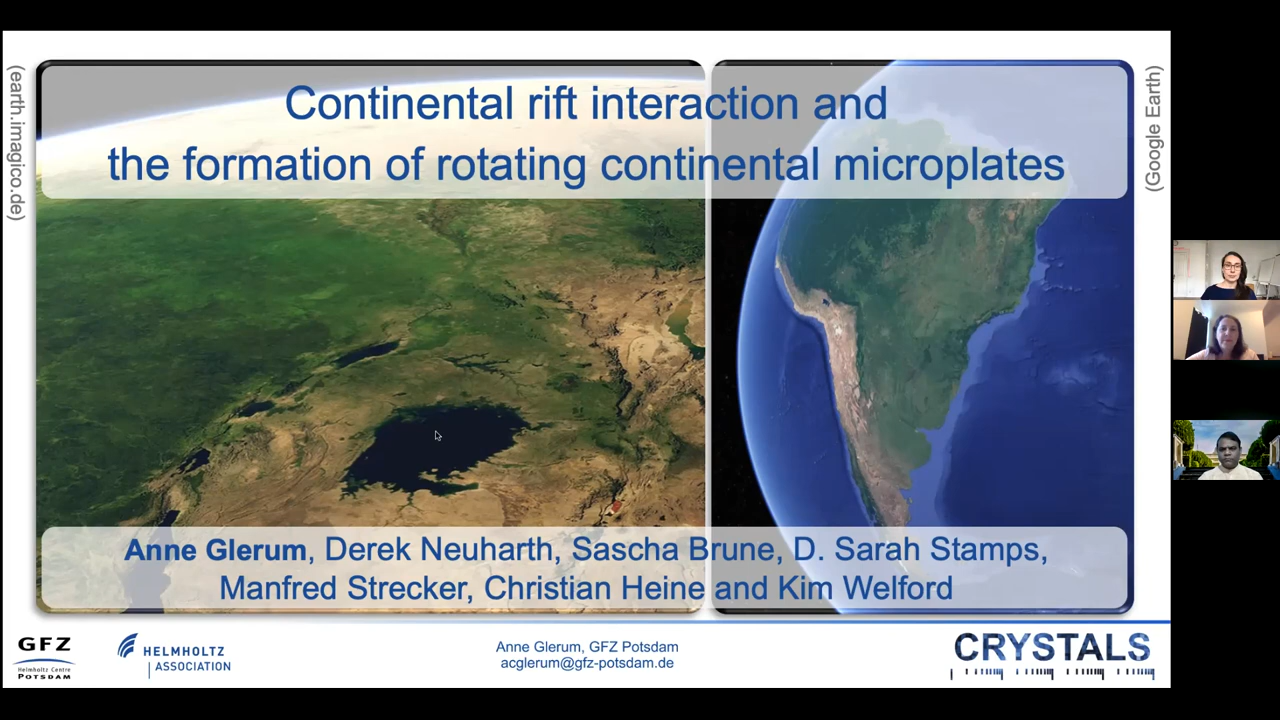 (earth.imagico.de)
Continental rift interaction and
the formation of rotating continental microplates
(Google Earth)
Anne Glerum, Derek Neuharth, Sascha Brune, D. Sarah Stamps,
Manfred Strecker, Christian Heine and Kim Welford
GFZ
Helmholtz Centre
POTSDAM
HELMHOLTZ
ASSOCIATION
Anne Glerum, GFZ Potsdam
acglerum@gfz-potsdam.de
CRYSTALS